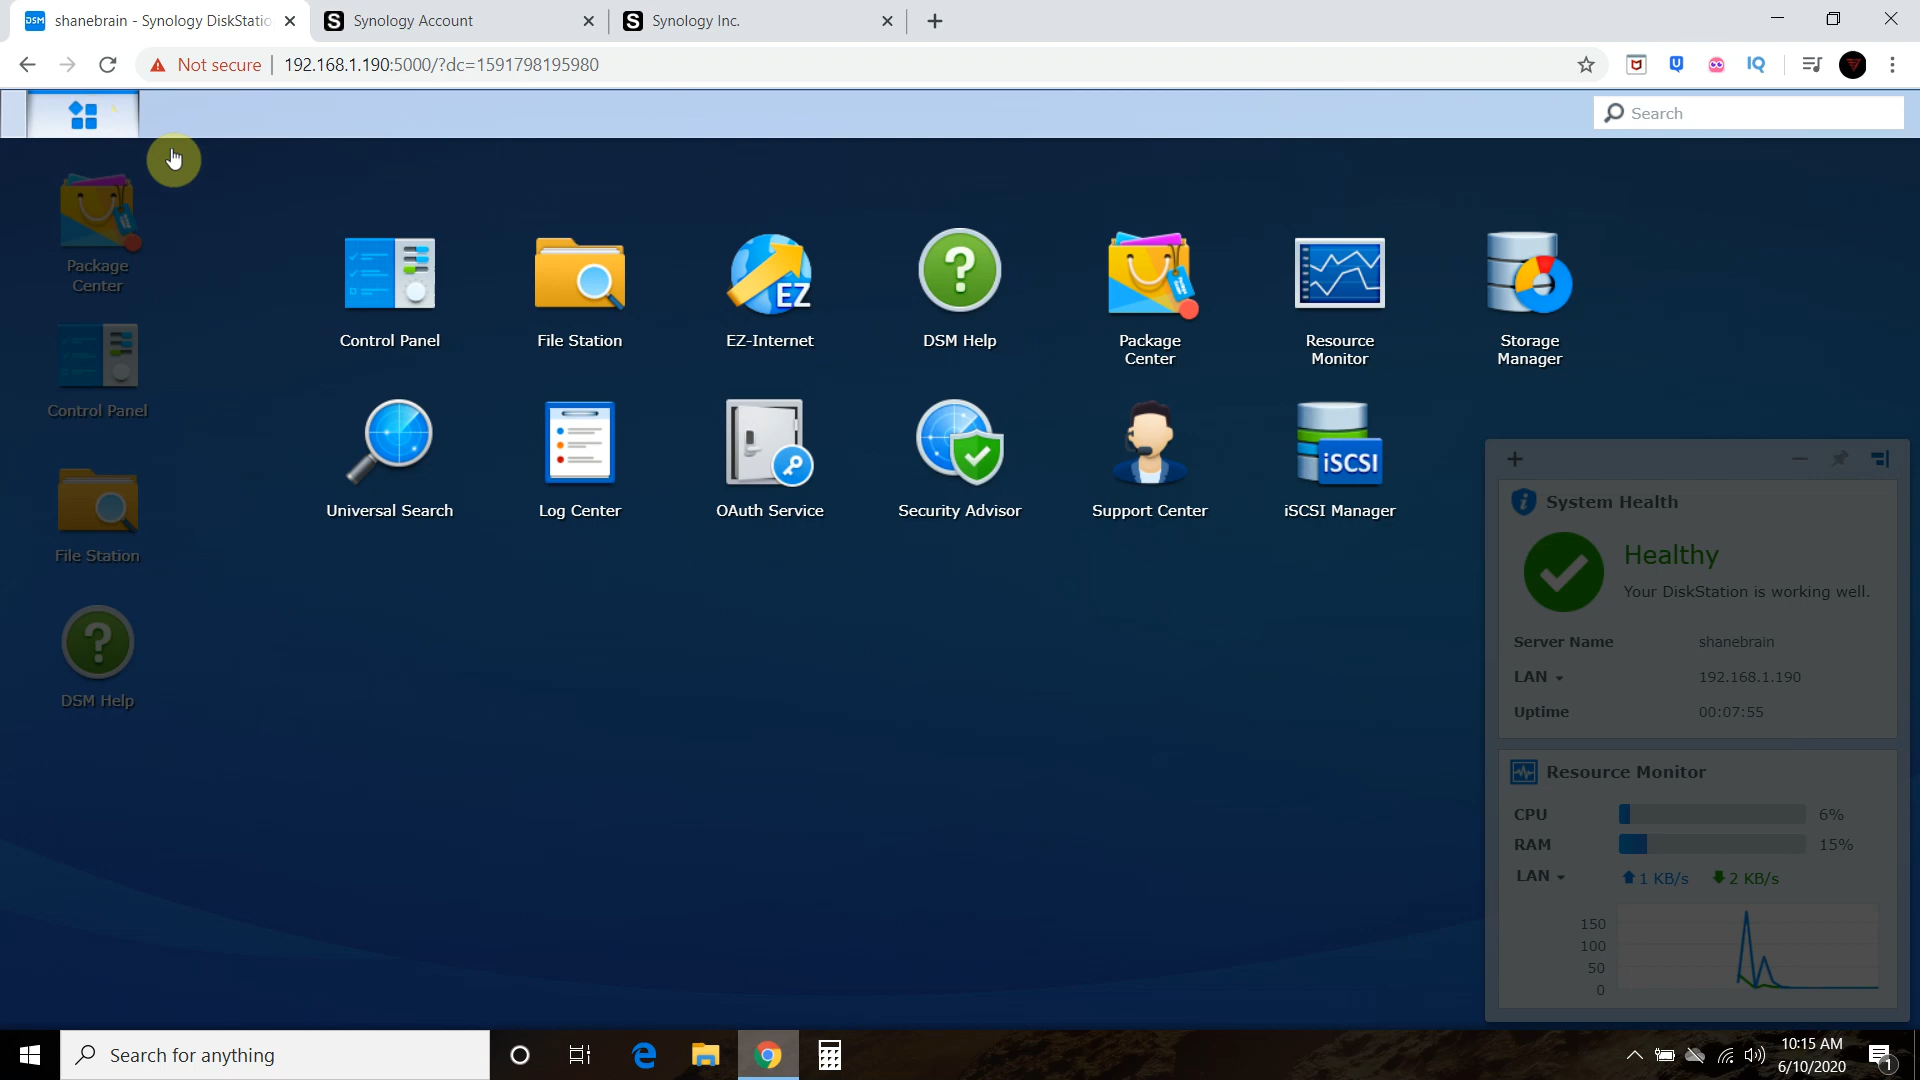 DSM shanebrain - Synology DiskStatio
S Synology Account
S Synology Inc.
Not secure 192.168.1.190:5000/?dc=1591798195980
IQ
Search
Package
Center
Control Panel
File Station
DSM Help
EZ
Control Panel
File Station
EZ-Internet
DSM Help
Package
Center
Resource
Monitor
Storage
Manager
iSCSI
Universal Search
Log Center
OAuth Service
Security Advisor
Support Center
iSCSI Manager
System Health
Healthy
Your DiskStation is working well.
Server Name shanebrain
LAN 192.168.1.190
Uptime 00:07:55
Resource Monitor
CPU 6%
RAM 15%
LAN 1 KB/s 2 KB/s
150
100
50
0
Search for anything
10:15 AM
6/10/2020
1